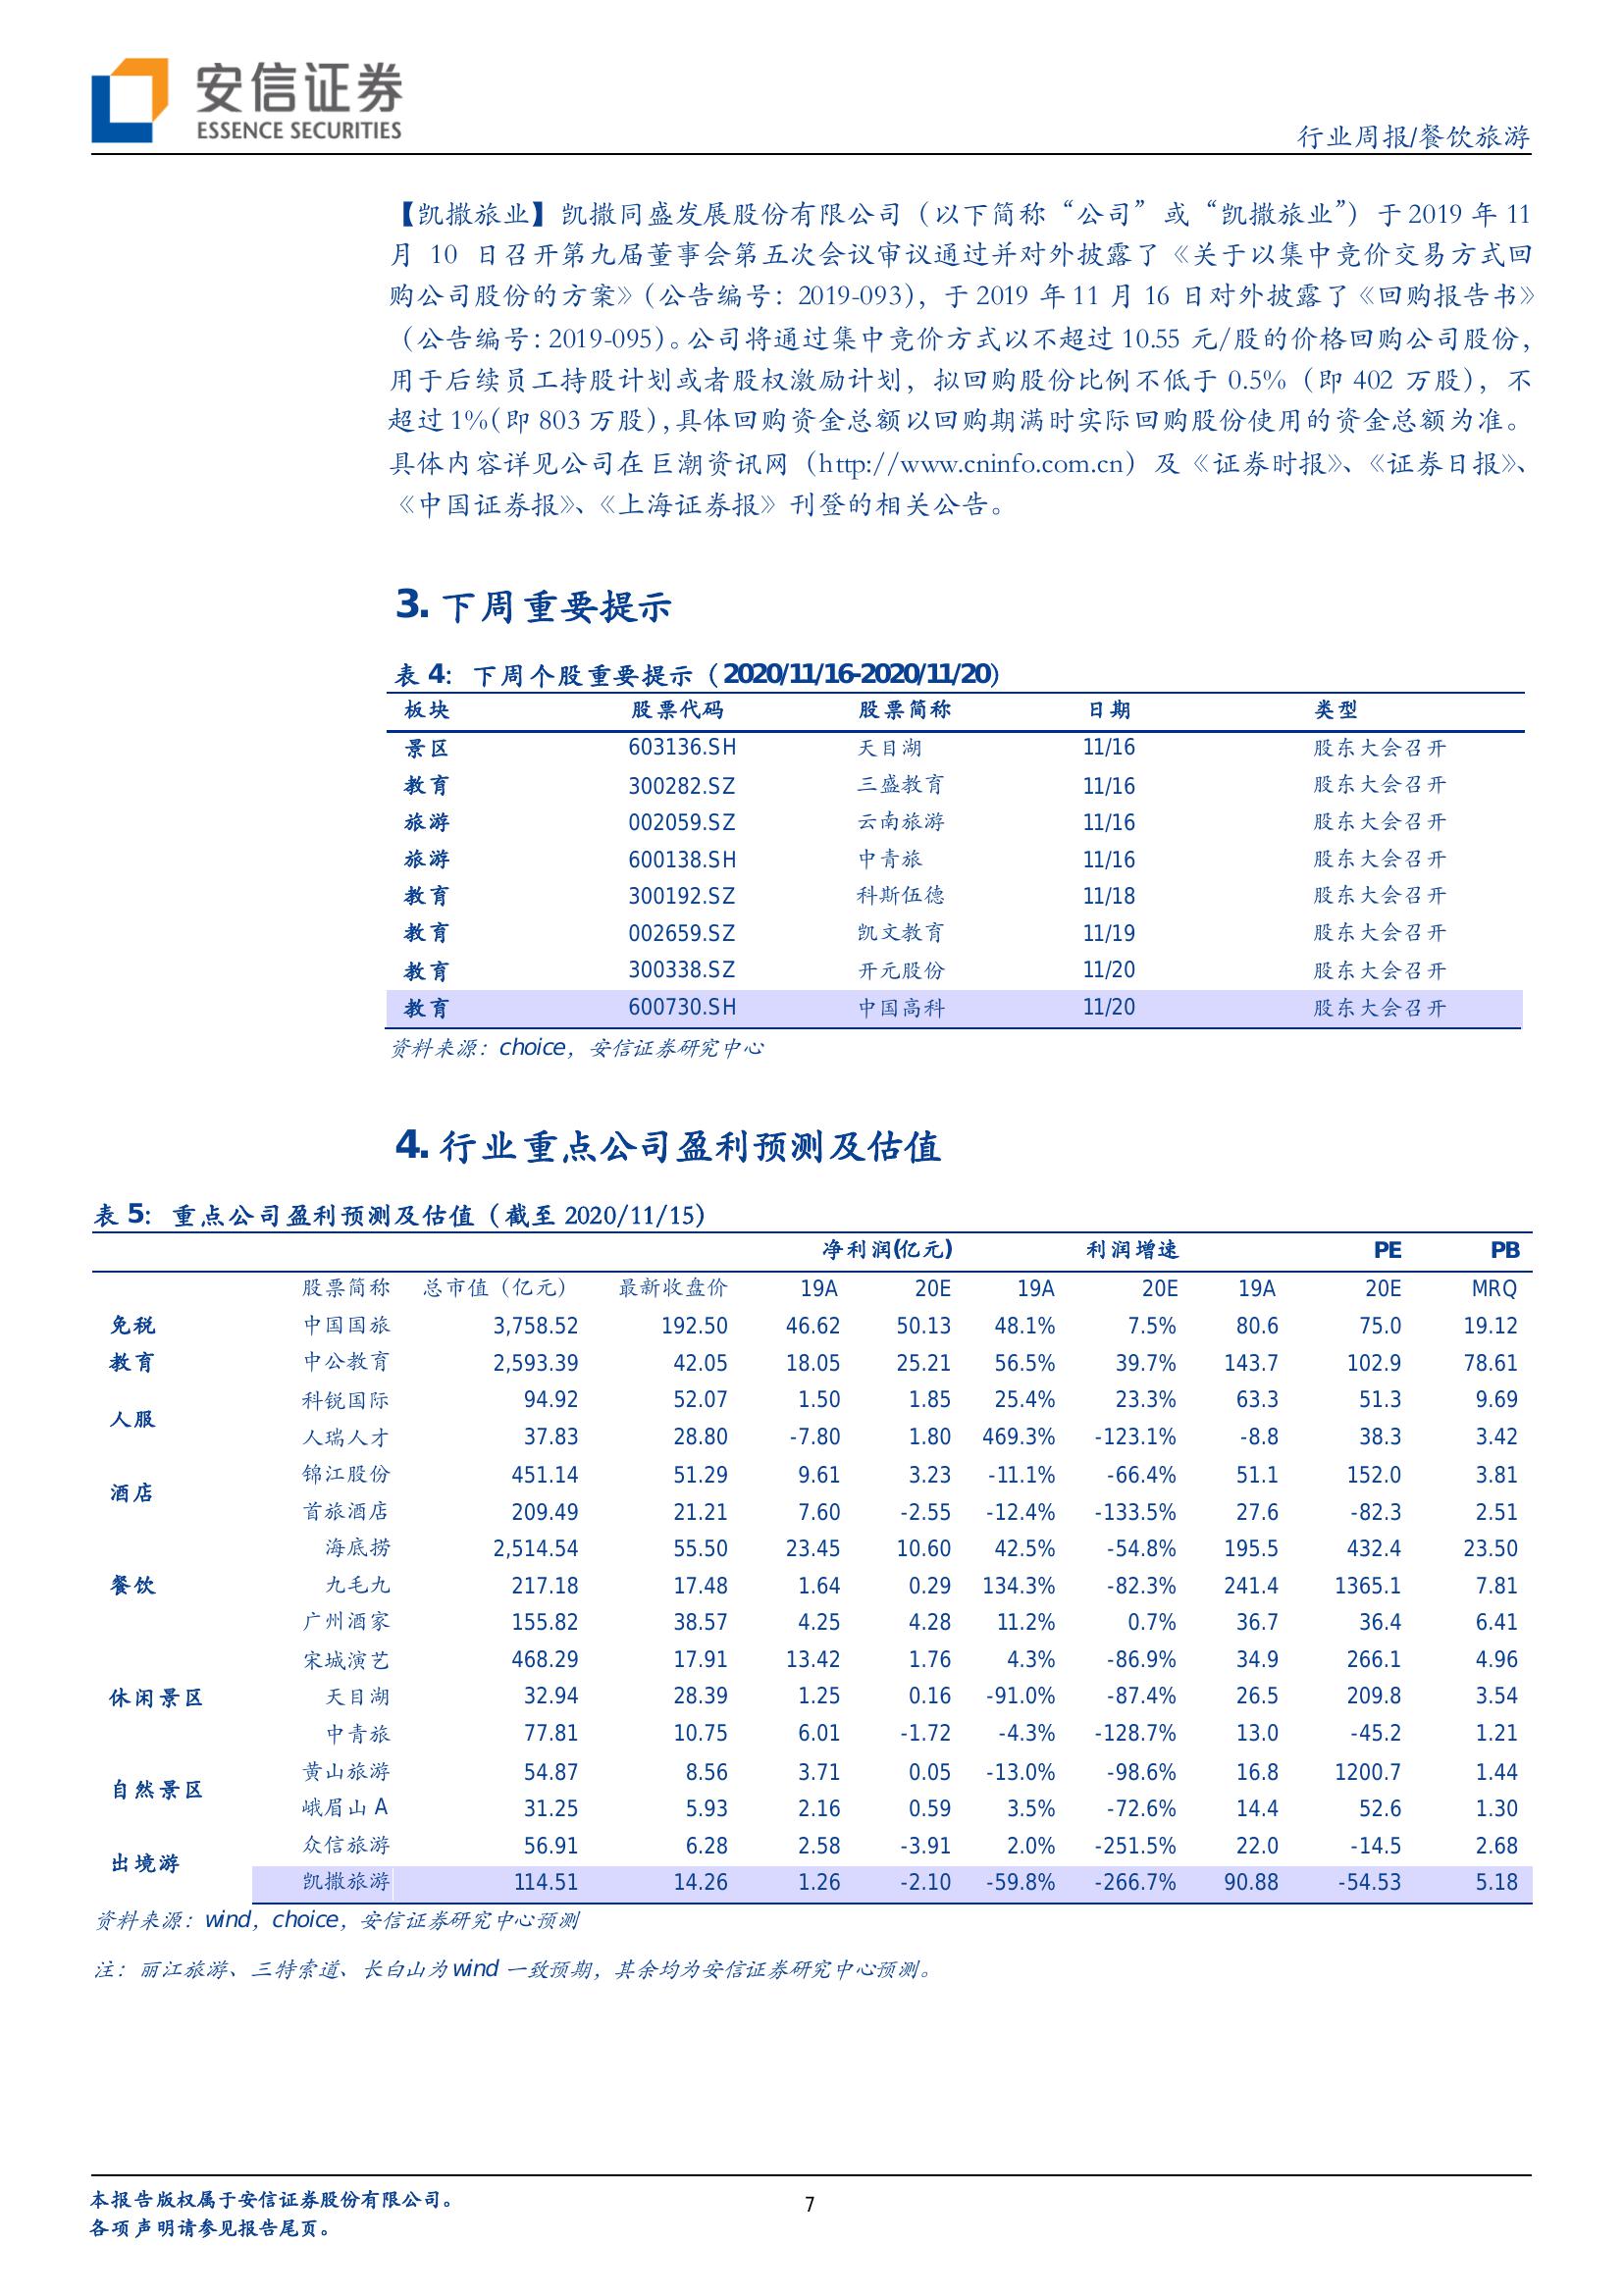 安信证券
ESSENCE SECURITIES
行业周报/餐饮旅游
【凯撒旅业】凯撒同盛发展股份有限公司（以下简称“公司”或“凯撒旅业”）于 2019 年 11
月 10 日召开第九届董事会第五次会议审议通过并对外披露了《关于以集中竞价交易方式回
购公司股份的方案》（公告编号：2019-093），于 2019 年 11 月 16 日对外披露了《回购报告书》
（公告编号：2019-095）。公司将通过集中竞价方式以不超过 10.55 元/股的价格回购公司股份，
用于后续员工持股计划或者股权激励计划，拟回购股份比例不低于 0.5%（即 402 万股），不
超过 1%（即 803 万股），具体回购资金总额以回购期满时实际回购股份使用的资金总额为准。
具体内容详见公司在巨潮资讯网（http://www.cninfo.com.cn）及《证券时报》、《证券日报》、
《中国证券报》、《上海证券报》刊登的相关公告。
3. 下周重要提示
表 4：下周个股重要提示（2020/11/16-2020/11/20）
板块 股票代码 股票简称 日期 类型
景区 603136.SH 天目湖 11/16 股东大会召开
教育 300282.SZ 三盛教育 11/16 股东大会召开
旅游 002059.SZ 云南旅游 11/16 股东大会召开
旅游 600138.SH 中青旅 11/16 股东大会召开
教育 300192.SZ 科斯伍德 11/18 股东大会召开
教育 002659.SZ 凯文教育 11/19 股东大会召开
教育 300338.SZ 开元股份 11/20 股东大会召开
教育 600730.SH 中国高科 11/20 股东大会召开
资料来源：choice，安信证券研究中心
4. 行业重点公司盈利预测及估值
表 5：重点公司盈利预测及估值（截至 2020/11/15）
净利润(亿元) 利润增速 PE PB
股票简称 总市值（亿元） 最新收盘价 19A 20E 19A 20E 19A 20E MRQ
免税 中国国旅 3,758.52 192.50 46.62 50.13 48.1% 7.5% 80.6 75.0 19.12
教育 中公教育 2,593.39 42.05 18.05 25.21 56.5% 39.7% 143.7 102.9 78.61
人服 科锐国际 94.92 52.07 1.50 1.85 25.4% 23.3% 63.3 51.3 9.69
人瑞人才 37.83 28.80 -7.80 1.80 469.3% -123.1% -8.8 38.3 3.42
酒店 锦江股份 451.14 51.29 9.61 3.23 -11.1% -66.4% 51.1 152.0 3.81
首旅酒店 209.49 21.21 7.60 -2.55 -12.4% -133.5% 27.6 -82.3 2.51
海底捞 2,514.54 55.50 23.45 10.60 42.5% -54.8% 195.5 432.4 23.50
餐饮 九毛九 217.18 17.48 1.64 0.29 134.3% -82.3% 241.4 1365.1 7.81
广州酒家 155.82 38.57 4.25 4.28 11.2% 0.7% 36.7 36.4 6.41
宋城演艺 468.29 17.91 13.42 1.76 4.3% -86.9% 34.9 266.1 4.96
休闲景区 天目湖 32.94 28.39 1.25 0.16 -91.0% -87.4% 26.5 209.8 3.54
中青旅 77.81 10.75 6.01 -1.72 -4.3% -128.7% 13.0 -45.2 1.21
自然景区 黄山旅游 54.87 8.56 3.71 0.05 -13.0% -98.6% 16.8 1200.7 1.44
峨眉山 A 31.25 5.93 2.16 0.59 3.5% -72.6% 14.4 52.6 1.30
出境游 众信旅游 56.91 6.28 2.58 -3.91 2.0% -251.5% 22.0 -14.5 2.68
凯撒旅游 114.51 14.26 1.26 -2.10 -59.8% -266.7% 90.88 -54.53 5.18
资料来源：wind，choice，安信证券研究中心预测
注：丽江旅游、三特索道、长白山为 wind 一致预期，其余均为安信证券研究中心预测。
本报告版权属于安信证券股份有限公司。
各项声明请参见报告尾页。
7